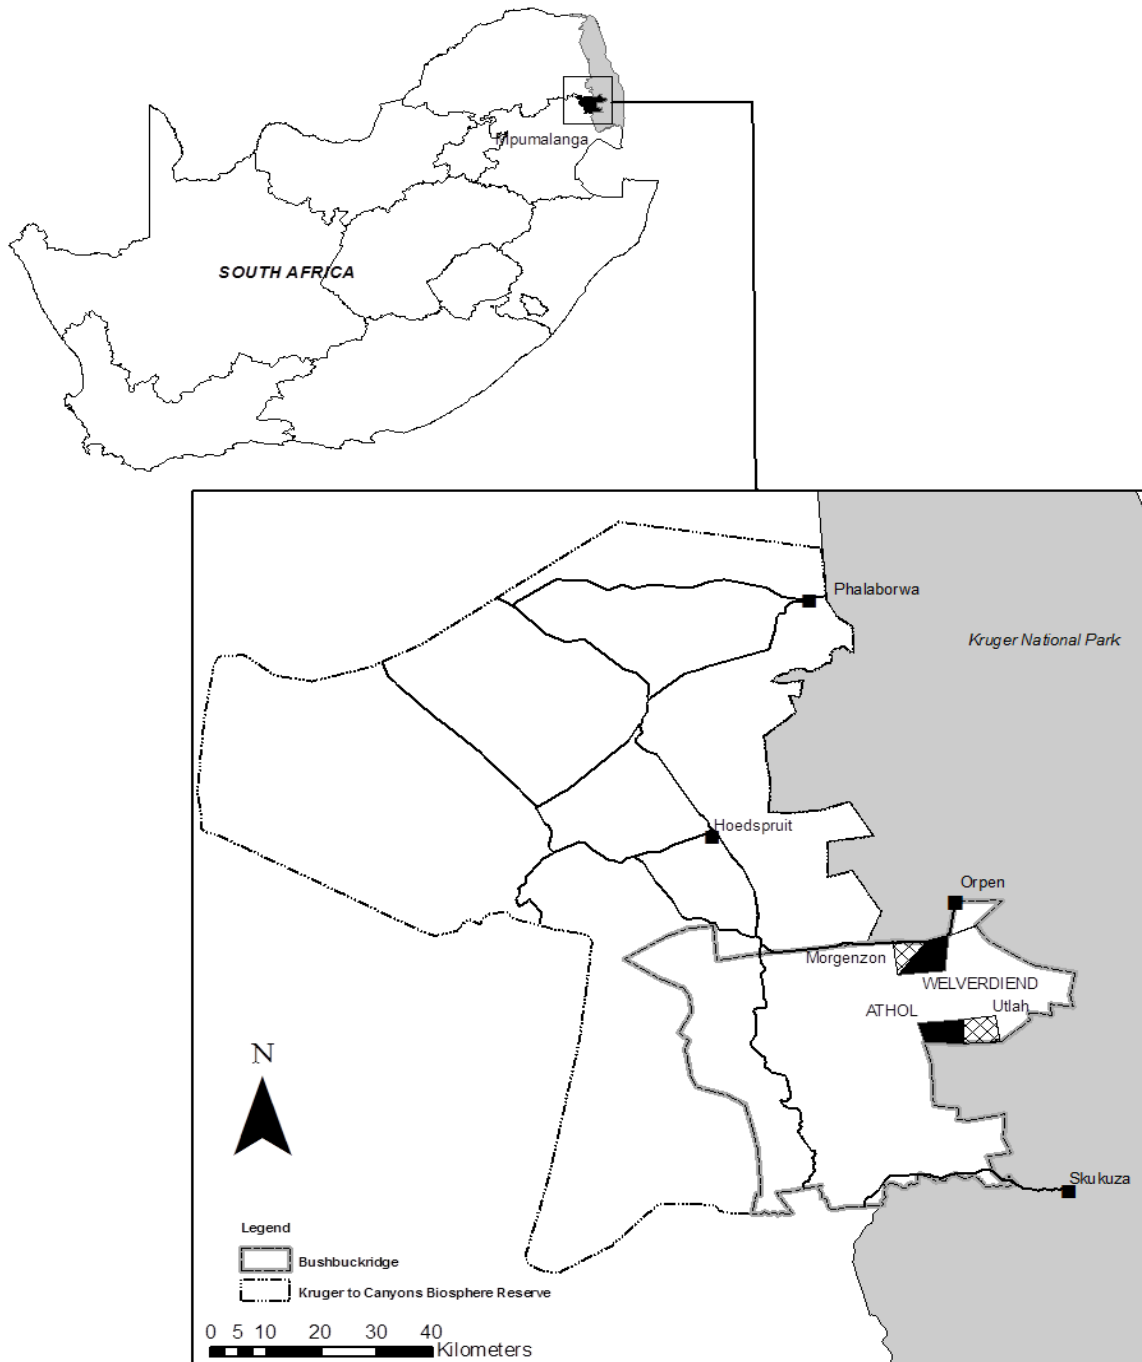 Mpumalanga
SOUTH AFRICA
Phalaborwa
Kruger National Park
Hoedspruit
Orpen
Morgenzon
WELVERDIEND
ATHOL
Utlah
N
Skukuza
Legend
Bushbuckridge
Kruger to Canyons Biosphere Reserve
0 5 10 20 30 40
Kilometers